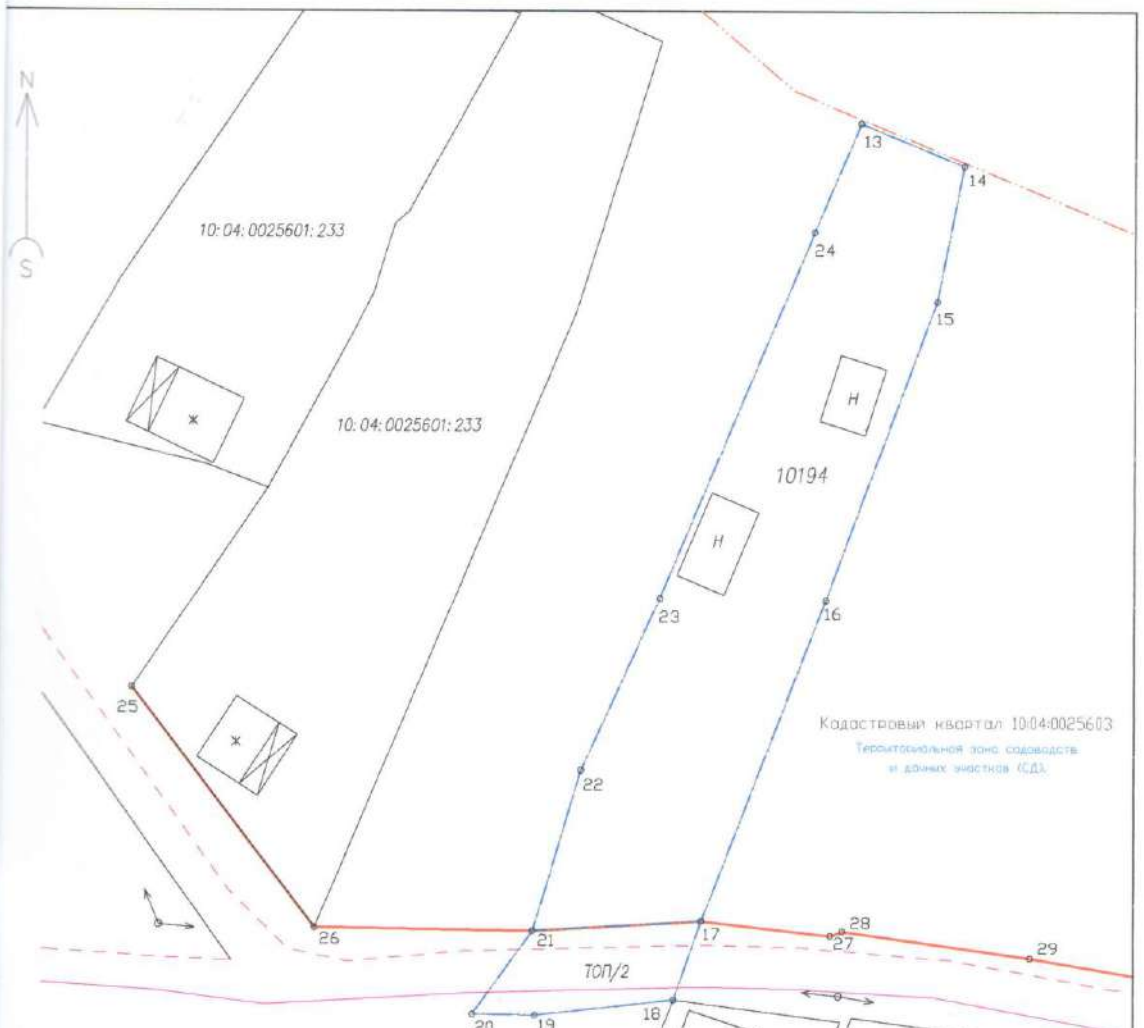 N
S
13
14
10:04:0025601:233
24
15
Н
10:04:0025601:233
ж
10194
Н
23
16
25
Кадастровый квартал 10:04:0025603
Территориальной зона садоводств
и дачных участков (СД).
ж
22
26
21
17
28
27
29
ТОП/2
18
20
19